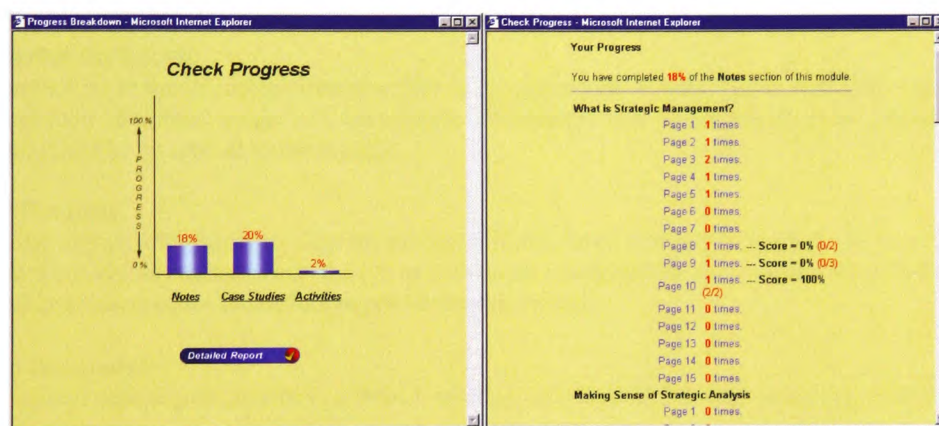 Progress Breakdown - Microsoft Internet Explorer
Check Progress
100 %
PROGRESS
0 %
18%
20%
2%
Notes
Case Studies
Activities
Detailed Report
Check Progress - Microsoft Internet Explorer
Your Progress
You have completed 18% of the Notes section of this module.
What is Strategic Management?
Page 1 1 times.
Page 2 1 times.
Page 3 2 times.
Page 4 1 times.
Page 5 1 times.
Page 6 0 times.
Page 7 0 times.
Page 8 1 times. --- Score = 0% (0/2)
Page 9 1 times. --- Score = 0% (0/3)
Page 10 1 times. --- Score = 100%
(2/2)
Page 11 0 times.
Page 12 0 times.
Page 13 0 times.
Page 14 0 times.
Page 15 0 times.
Making Sense of Strategic Analysis
Page 1 0 times.